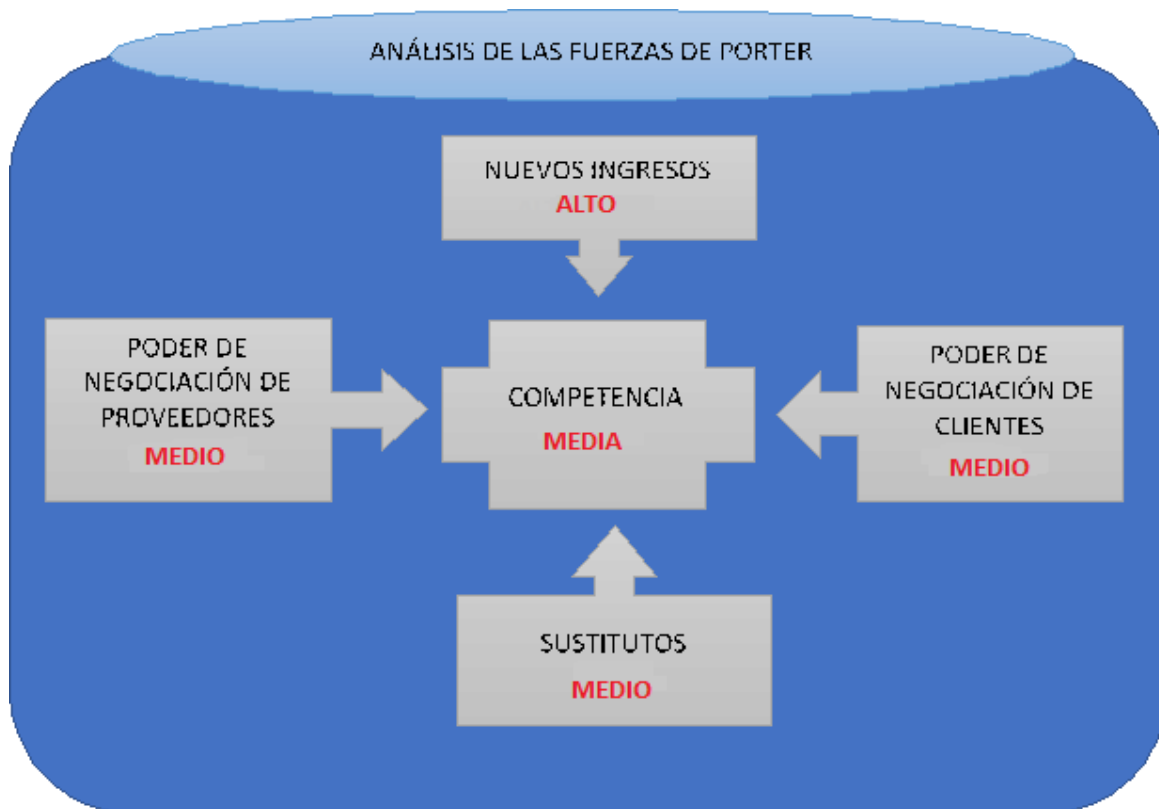 ANÁLISIS DE LAS FUERZAS DE PORTER
NUEVOS INGRESOS
ALTO
PODER DE
NEGOCIACIÓN DE
PROVEEDORES
MEDIO
COMPETENCIA
MEDIA
PODER DE
NEGOCIACIÓN DE
CLIENTES
MEDIO
SUSTITUTOS
MEDIO